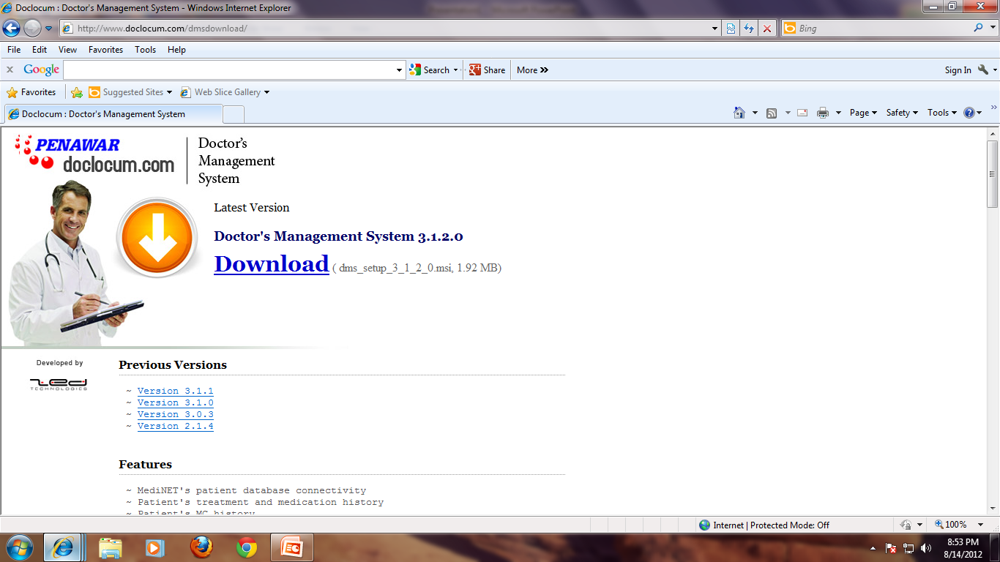 Doclocum : Doctor's Management System - Windows Internet Explorer
http://www.doclocum.com/dmsdownload/
Bing
File Edit View Favorites Tools Help
x Google Search Share More » Sign In
Favorites Suggested Sites Web Slice Gallery
Doclocum : Doctor's Management System
Page Safety Tools
PENAWAR
doclocum.com
Doctor's
Management
System
Latest Version
Doctor's Management System 3.1.2.0
Download ( dms_setup_3_1_2_0.msi, 1.92 MB)
Developed by
zed
TECHNOLOGIES
Previous Versions
~ Version 3.1.1
~ Version 3.1.0
~ Version 3.0.3
~ Version 2.1.4
Features
~ MediNET's patient database connectivity
~ Patient's treatment and medication history
~ Patient's MC history
Internet | Protected Mode: Off
100%
8:53 PM
8/14/2012